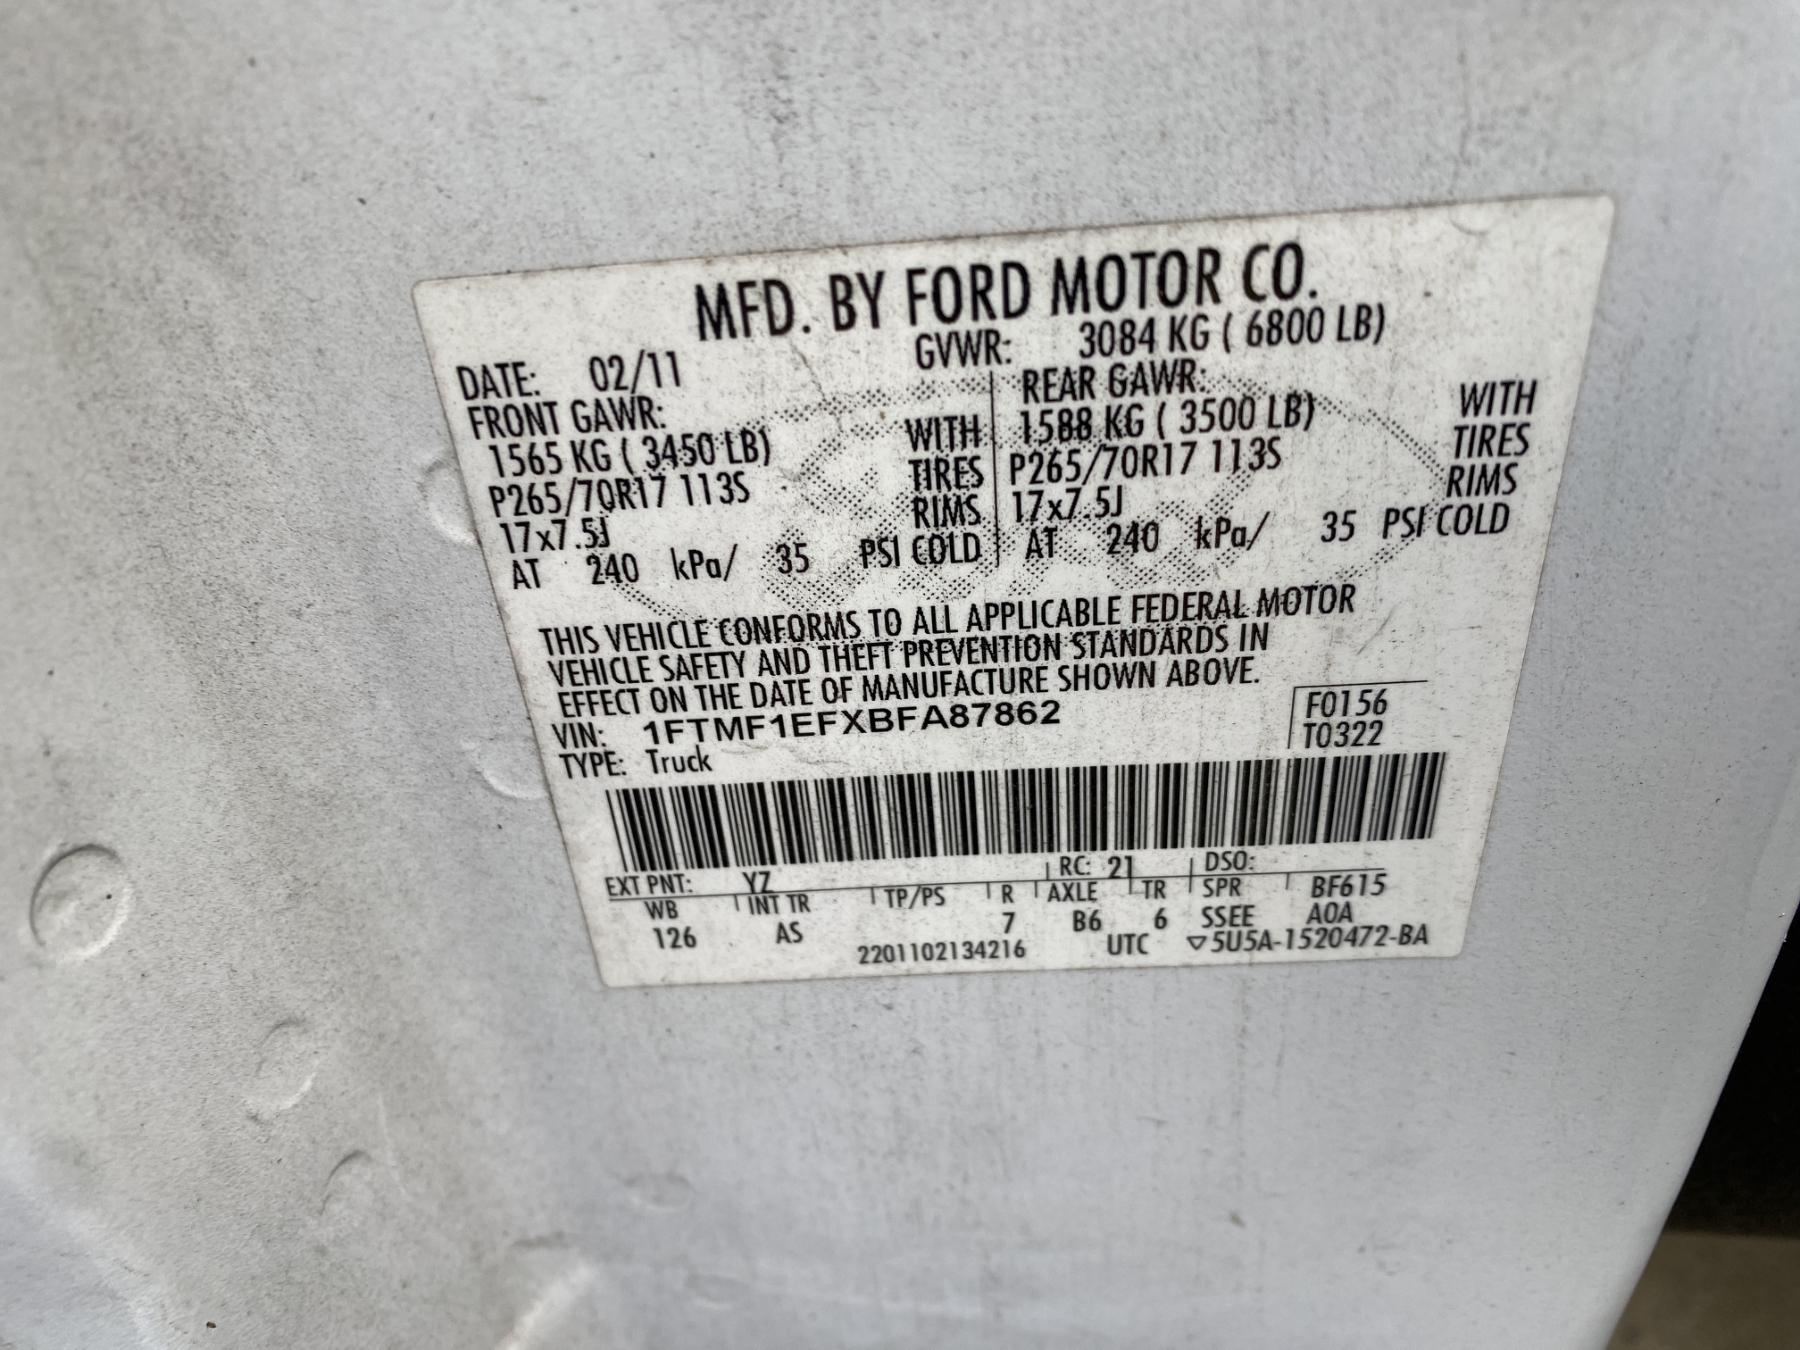 MFD. BY FORD MOTOR CO.
DATE: 02/11 GVWR: 3084 KG ( 6800 LB)
FRONT GAWR: REAR GAWR:
1565 KG ( 3450 LB) WITH 1588 KG ( 3500 LB) WITH
P265/70R17 113S TIRES P265/70R17 113S TIRES
17x7.5J RIMS 17x7.5J RIMS
AT 240 kPa/ 35 PSI COLD AT 240 kPa/ 35 PSI COLD
THIS VEHICLE CONFORMS TO ALL APPLICABLE FEDERAL MOTOR
VEHICLE SAFETY AND THEFT PREVENTION STANDARDS IN
EFFECT ON THE DATE OF MANUFACTURE SHOWN ABOVE.
VIN: 1FTMF1EFXBFA87862 F0156
TYPE: Truck T0322
EXT PNT: YZ RC: 21 DSO:
WB INT TR TP/PS R AXLE TR SPR BF615
126 AS 7 B6 6 SSEE A0A
2201102134216 UTC ▽5U5A-1520472-BA